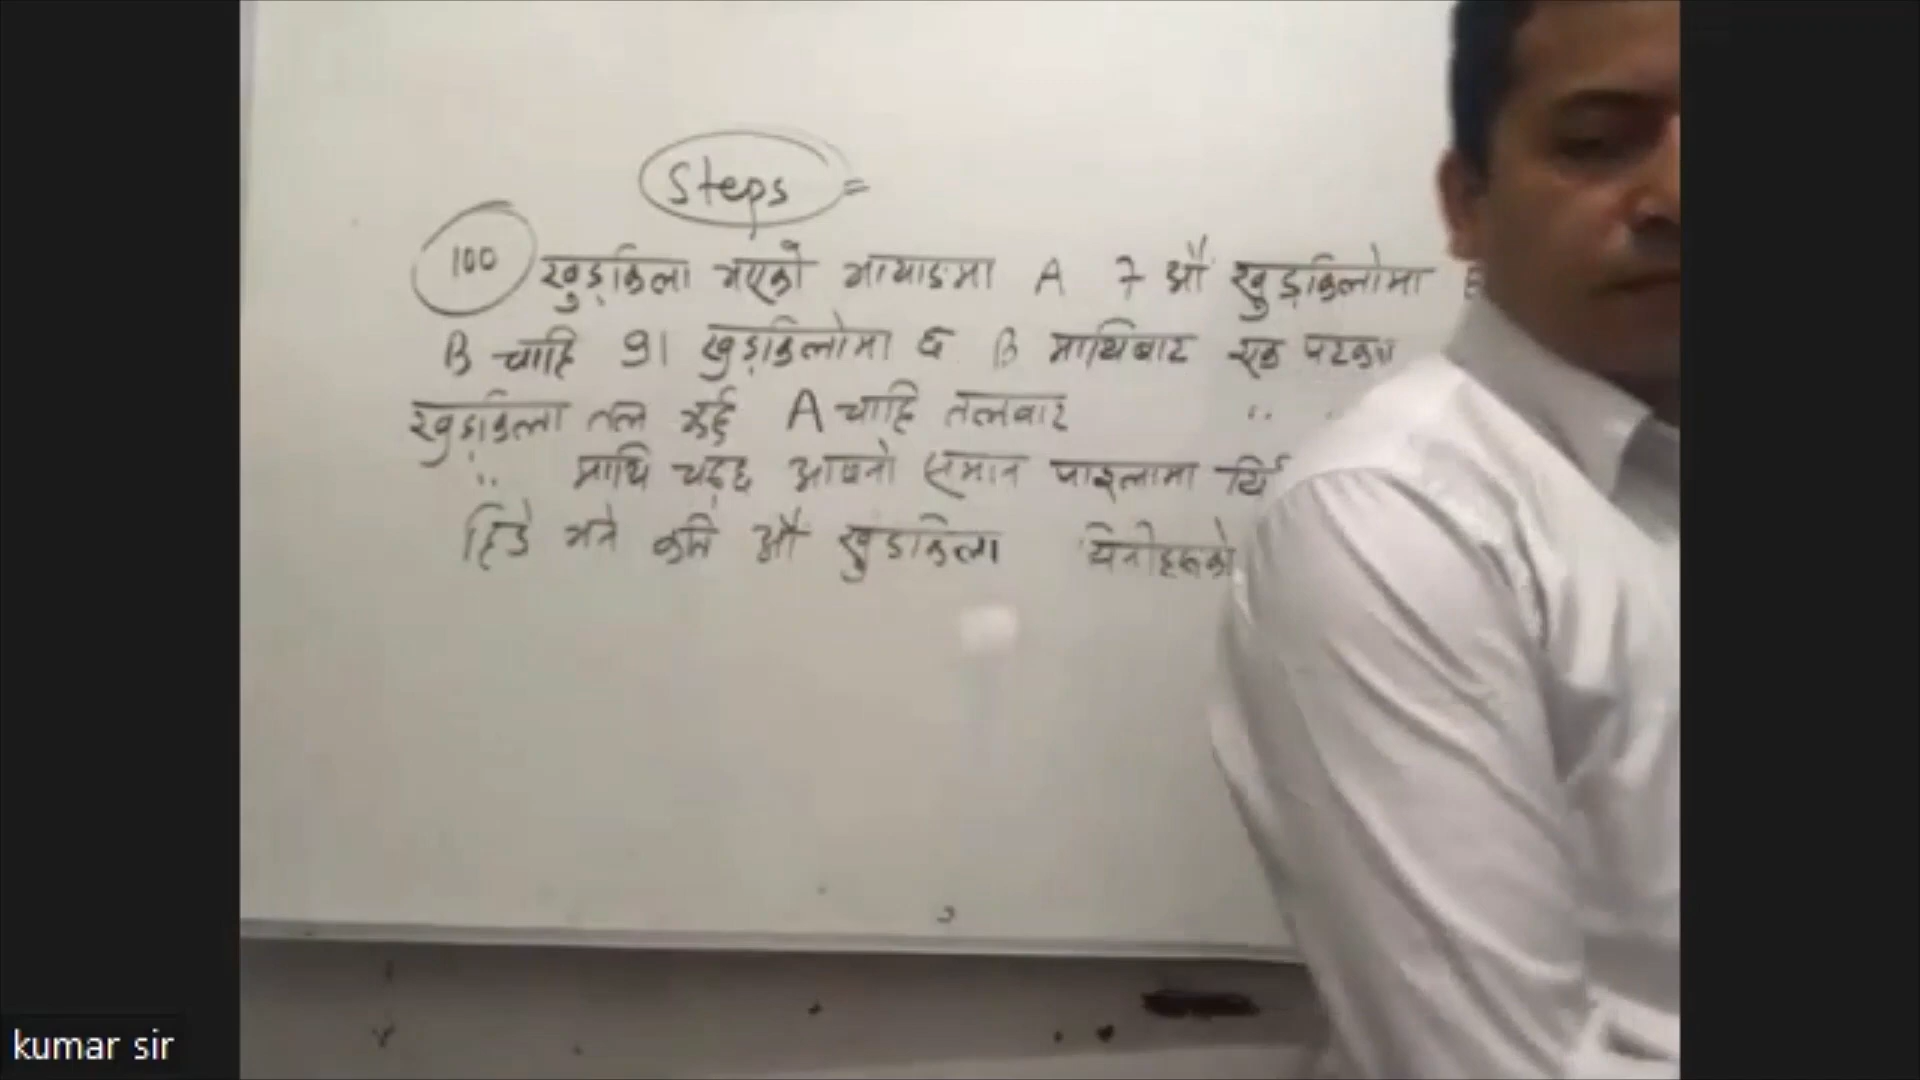 Steps =
100 खुड्किला भएको भर्याङमा A 7 औं खुड्किलोमा
B चाहि 91 खुड्किलोमा छ B माथिबाट एक पटकमा
खुड्किला तल झर्छ A चाहि तलबाट " "
" माथि चढ्छ आफ्नो समान पाइलामा यि
हिडे भने कति औं खुड्किला यिनीहरुको
kumar sir